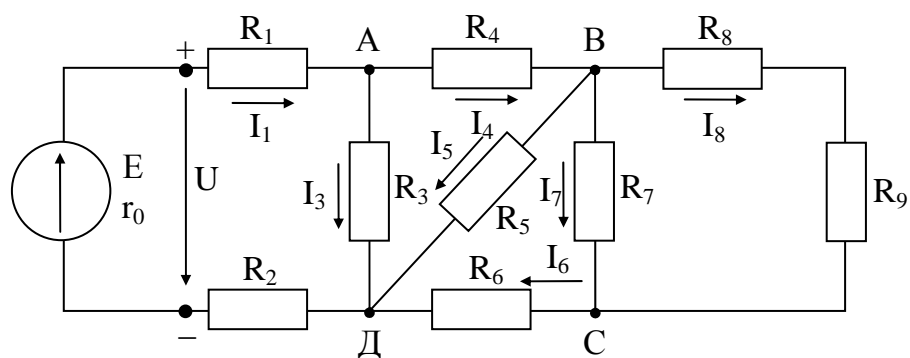 R₁ A R₄ B R₈
+
I₁ I₄ I₈
E
r₀
U
I₃ R₃
I₅
R₅
I₇ R₇
R₉
R₂ R₆ I₆
–
Д C